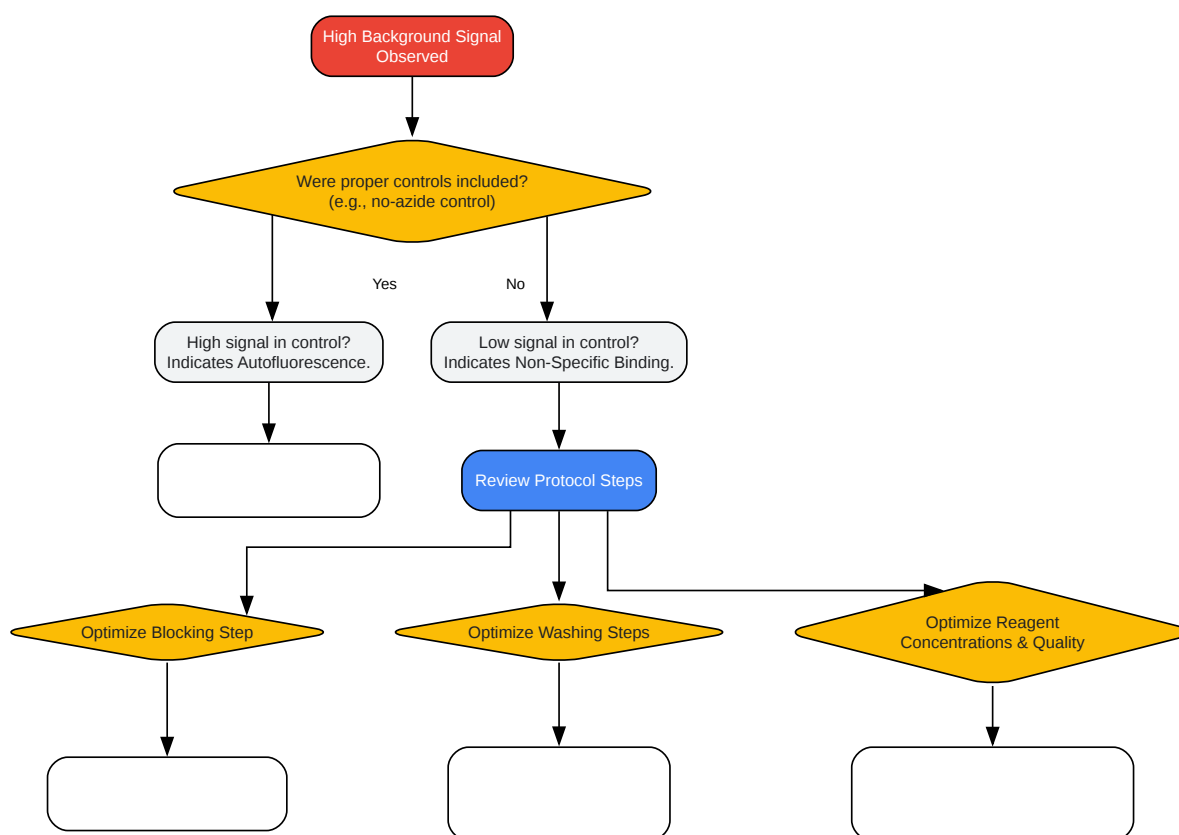 High Background Signal
Observed
Were proper controls included?
(e.g., no-azide control)
Yes
No
High signal in control?
Indicates Autofluorescence.
Low signal in control?
Indicates Non-Specific Binding.
Review Protocol Steps
Optimize Blocking Step
Optimize Washing Steps
Optimize Reagent
Concentrations & Quality